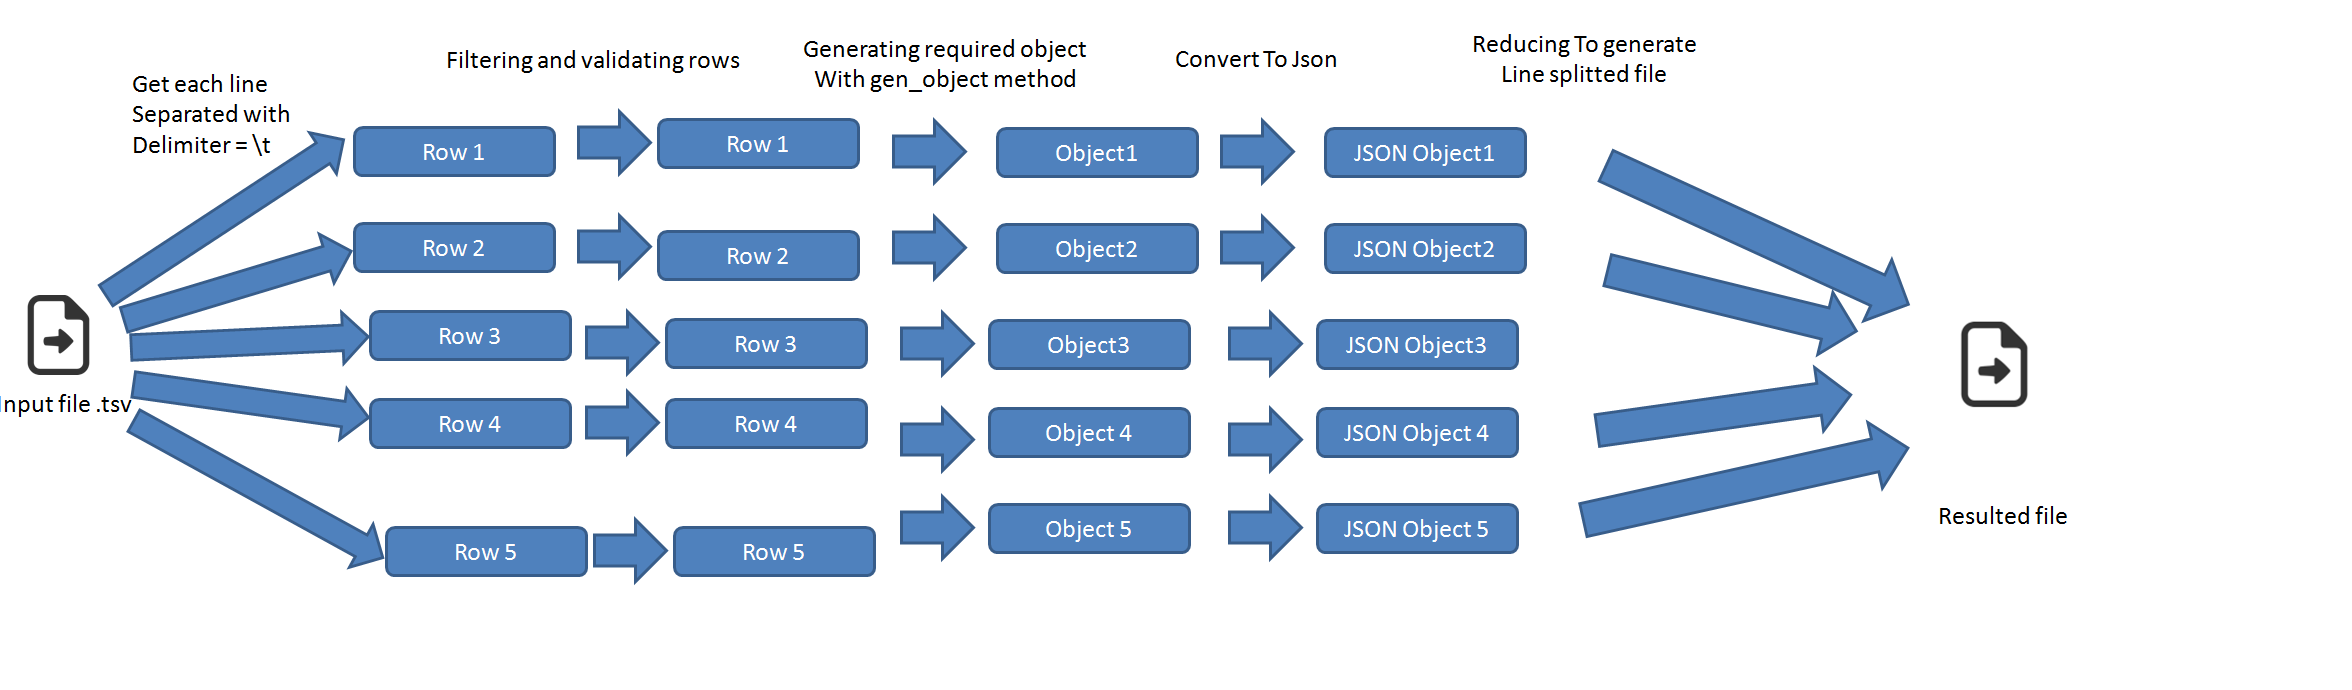 Get each line
Separated with
Delimiter = \t
Filtering and validating rows
Generating required object
With gen_object method
Convert To Json
Reducing To generate
Line splitted file
Row 1
Row 1
Object1
JSON Object1
Row 2
Row 2
Object2
JSON Object2
Row 3
Row 3
Object3
JSON Object3
Input file .tsv
Row 4
Row 4
Object 4
JSON Object 4
Row 5
Row 5
Object 5
JSON Object 5
Resulted file